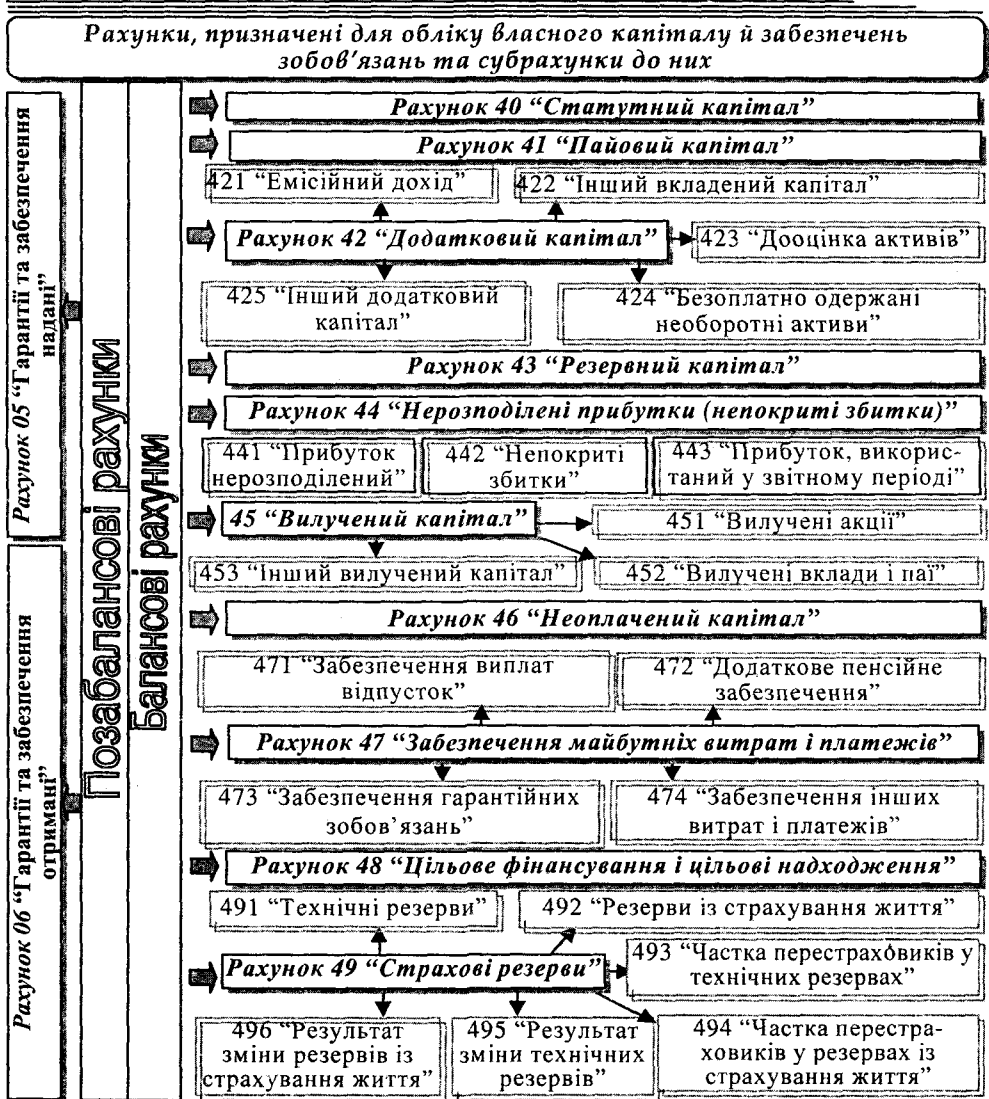 Рахунки, призначені для обліку власного капіталу й забезпечень
зобов'язань та субрахунки до них
Рахунок 05 “Гарантії та забезпечення
надані”
Рахунок 06 “Гарантії та забезпечення
отримані”
Позабалансові рахунки
Балансові рахунки
Рахунок 40 “Статутний капітал”
Рахунок 41 “Пайовий капітал”
421 “Емісійний дохід”
422 “Інший вкладений капітал”
Рахунок 42 “Додатковий капітал”
423 “Дооцінка активів”
425 “Інший додатковий
капітал”
424 “Безоплатно одержані
необоротні активи”
Рахунок 43 “Резервний капітал”
Рахунок 44 “Нерозподілені прибутки (непокриті збитки)”
441 “Прибуток
нерозподілений”
442 “Непокриті
збитки”
443 “Прибуток, викорис-
таний у звітному періоді”
45 “Вилучений капітал”
451 “Вилучені акції”
453 “Інший вилучений капітал”
452 “Вилучені вклади і паї”
Рахунок 46 “Неоплачений капітал”
471 “Забезпечення виплат
відпусток”
472 “Додаткове пенсійне
забезпечення”
Рахунок 47 “Забезпечення майбутніх витрат і платежів”
473 “Забезпечення гарантійних
зобов'язань”
474 “Забезпечення інших
витрат і платежів”
Рахунок 48 “Цільове фінансування і цільові надходження”
491 “Технічні резерви”
492 “Резерви із страхування життя”
Рахунок 49 “Страхові резерви”
493 “Частка перестраховиків у
технічних резервах”
496 “Результат
зміни резервів із
страхування життя”
495 “Результат
зміни технічних
резервів”
494 “Частка перестра-
ховиків у резервах із
страхування життя”